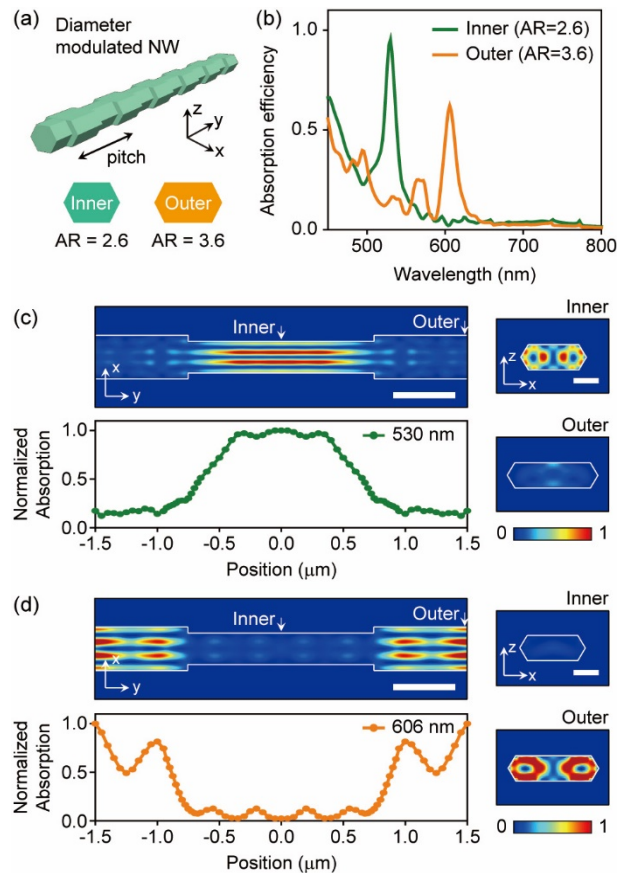 (a)
Diameter
modulated NW
z
y
x
pitch
Inner
Outer
AR = 2.6
AR = 3.6
(b)
Absorption efficiency
1.0
0.5
0.0
Inner (AR=2.6)
Outer (AR=3.6)
500 600 700 800
Wavelength (nm)
(c)
Inner
Outer
x
y
Normalized
Absorption
1.0
0.5
0.0
530 nm
-1.5 -1.0 -0.5 0.0 0.5 1.0 1.5
Position (μm)
Inner
z
x
Outer
0 1
(d)
Inner
Outer
x
y
Normalized
Absorption
1.0
0.5
0.0
606 nm
-1.5 -1.0 -0.5 0.0 0.5 1.0 1.5
Position (μm)
Inner
z
x
Outer
0 1